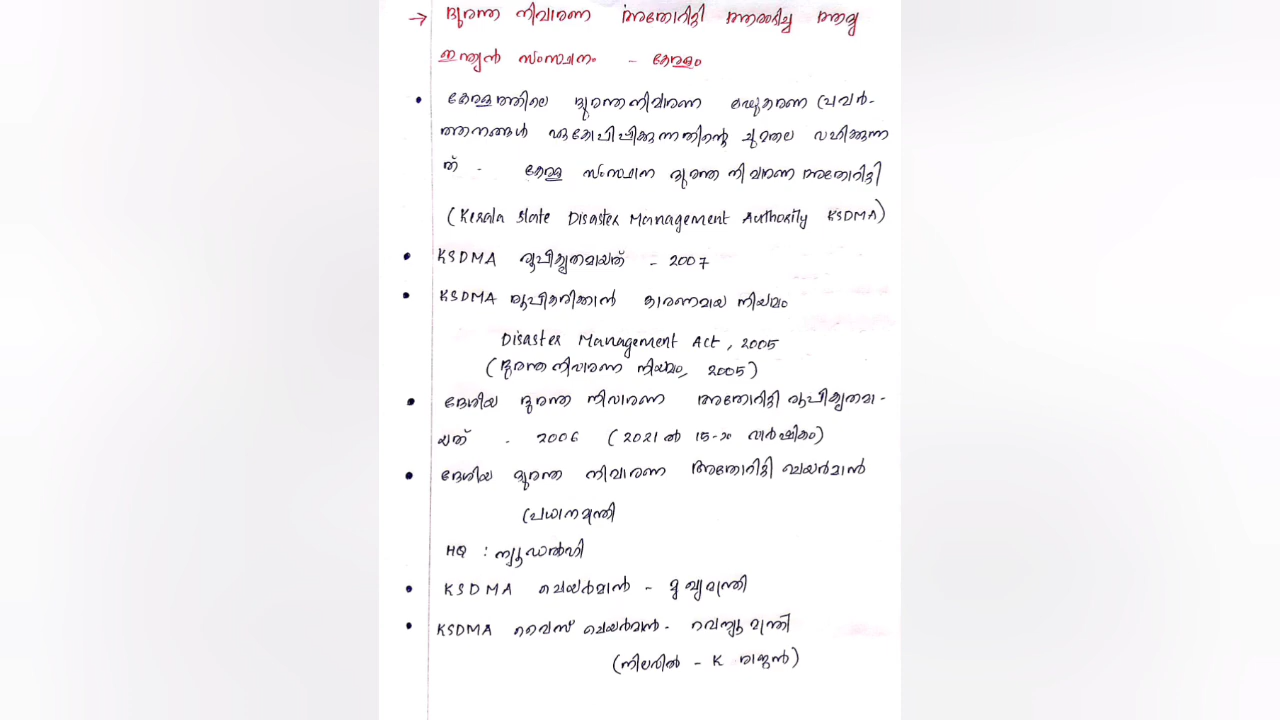 → ദുരന്ത നിവാരണ അതോറിറ്റി ആരംഭിച്ച ആദ്യ
ഇന്ത്യൻ സംസ്ഥാനം - കേരളം
• കേരളത്തിലെ ദുരന്തനിവാരണ ലഘൂകരണ പ്രവർ-
ത്തനങ്ങൾ ഏകോപിപ്പിക്കുന്നതിന്റെ ചുമതല വഹിക്കുന്ന
ത് - കേരള സംസ്ഥാന ദുരന്ത നിവാരണ അതോറിറ്റി
(Kerala State Disaster Management Authority KSDMA)
• KSDMA രൂപീകൃതമായത് - 2007
• KSDMA രൂപീകരിക്കാൻ കാരണമായ നിയമം
Disaster Management Act, 2005
(ദുരന്തനിവാരണ നിയമം, 2005)
• ദേശീയ ദുരന്ത നിവാരണ അതോറിറ്റി രൂപീകൃതമാ-
യത് - 2006 (2021 ൽ 15-ാം വാർഷികം)
• ദേശീയ ദുരന്ത നിവാരണ അതോറിറ്റി ചെയർമാൻ
പ്രധാനമന്ത്രി
HQ : ന്യൂഡൽഹി
• KSDMA ചെയർമാൻ - മുഖ്യമന്ത്രി
• KSDMA വൈസ് ചെയർമാൻ - റവന്യൂ മന്ത്രി
(നിലവിൽ - K രാജൻ)